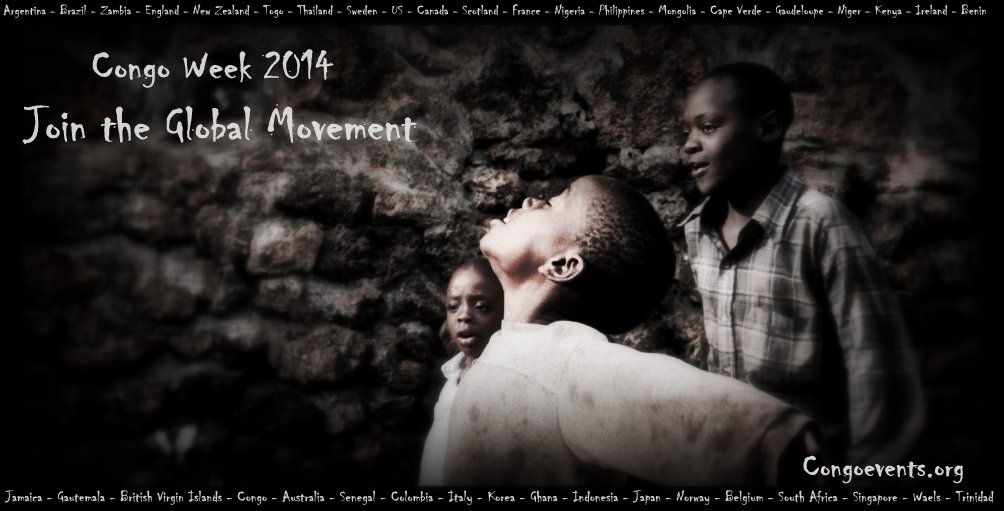 Argentina - Brazil - Zambia - England - New Zealand - Togo - Thailand - Sweden - US - Canada - Scotland - France - Nigeria - Philippines - Mongolia - Cape Verde - Gaudeloupe - Niger - Kenya - Ireland - Benin
Congo Week 2014
Join the Global Movement
Congoevents.org
Jamaica - Gautemala - British Virgin Islands - Congo - Australia - Senegal - Colombia - Italy - Korea - Ghana - Indonesia - Japan - Norway - Belgium - South Africa - Singapore - Waels - Trinidad